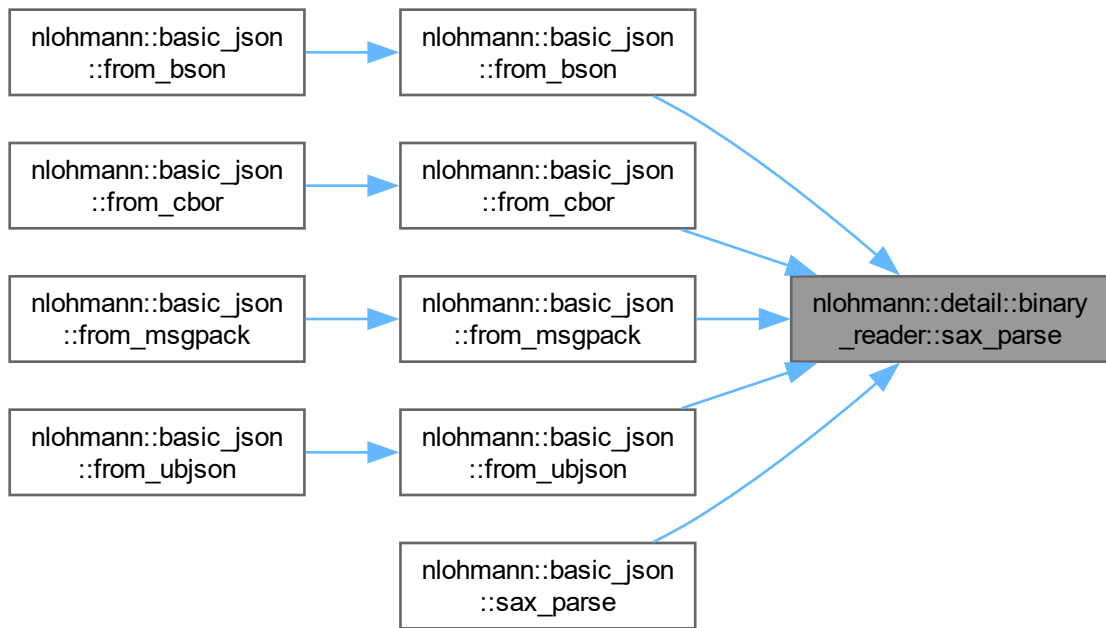 nlohmann::basic_json
::from_bson
nlohmann::basic_json
::from_bson
nlohmann::basic_json
::from_cbor
nlohmann::basic_json
::from_cbor
nlohmann::basic_json
::from_msgpack
nlohmann::basic_json
::from_msgpack
nlohmann::detail::binary
_reader::sax_parse
nlohmann::basic_json
::from_ubjson
nlohmann::basic_json
::from_ubjson
nlohmann::basic_json
::sax_parse